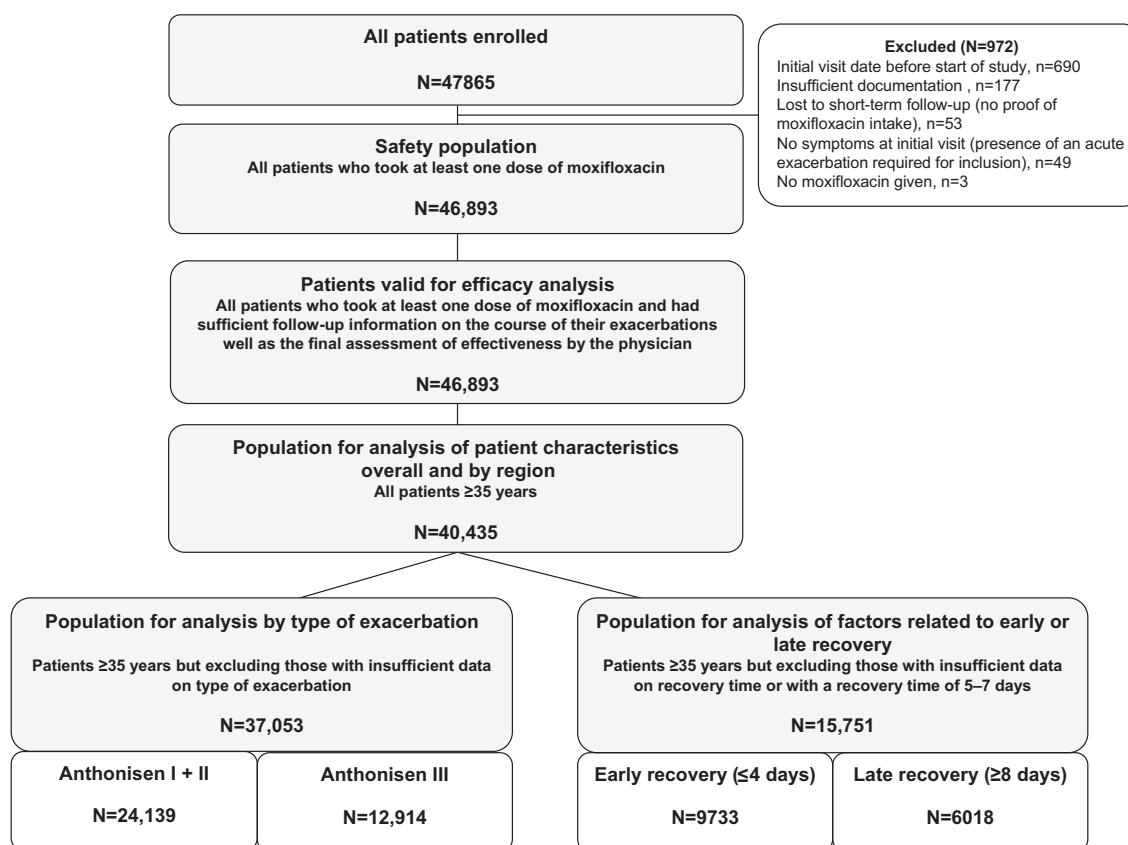 All patients enrolled
N=47865
Excluded (N=972)
Initial visit date before start of study, n=690
Insufficient documentation , n=177
Lost to short-term follow-up (no proof of
moxifloxacin intake), n=53
No symptoms at initial visit (presence of an acute
exacerbation required for inclusion), n=49
No moxifloxacin given, n=3
Safety population
All patients who took at least one dose of moxifloxacin
N=46,893
Patients valid for efficacy analysis
All patients who took at least one dose of moxifloxacin and had
sufficient follow-up information on the course of their exacerbations
well as the final assessment of effectiveness by the physician
N=46,893
Population for analysis of patient characteristics
overall and by region
All patients ≥35 years
N=40,435
Population for analysis by type of exacerbation
Patients ≥35 years but excluding those with insufficient data
on type of exacerbation
N=37,053
Anthonisen I + II
N=24,139
Anthonisen III
N=12,914
Population for analysis of factors related to early or
late recovery
Patients ≥35 years but excluding those with insufficient data
on recovery time or with a recovery time of 5–7 days
N=15,751
Early recovery (≤4 days)
N=9733
Late recovery (≥8 days)
N=6018